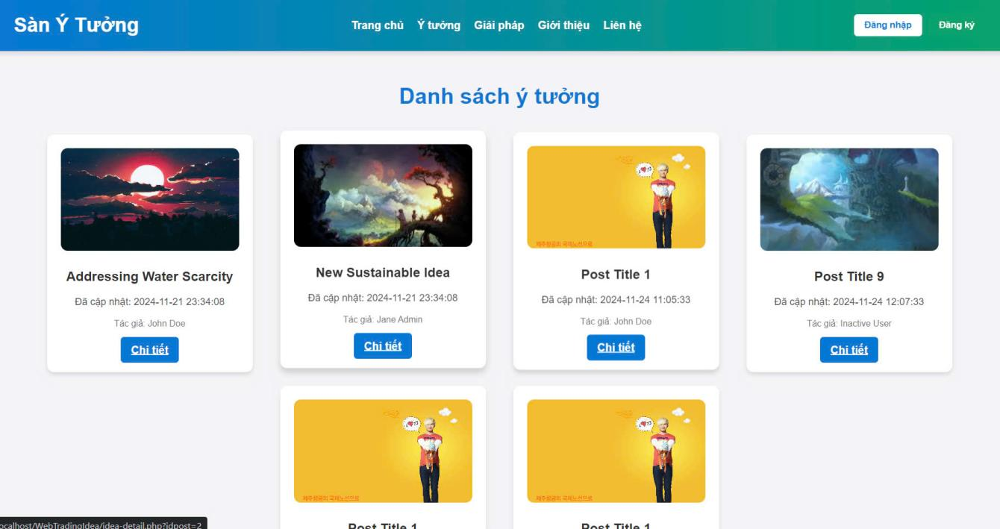 Sàn Ý Tưởng
Trang chủ Ý tưởng Giải pháp Giới thiệu Liên hệ
Đăng nhập Đăng ký
Danh sách ý tưởng
Addressing Water Scarcity
Đã cập nhật: 2024-11-21 23:34:08
Tác giả: John Doe
Chi tiết
New Sustainable Idea
Đã cập nhật: 2024-11-21 23:34:08
Tác giả: Jane Admin
Chi tiết
제주항공의 국제노선으로
Post Title 1
Đã cập nhật: 2024-11-24 11:05:33
Tác giả: John Doe
Chi tiết
Post Title 9
Đã cập nhật: 2024-11-24 12:07:33
Tác giả: Inactive User
Chi tiết
제주항공의 국제노선으로
Post Title 1
제주항공의 국제노선으로
Post Title 1
ocalhost/WebTradingIdea/idea-detail.php?idpost=2